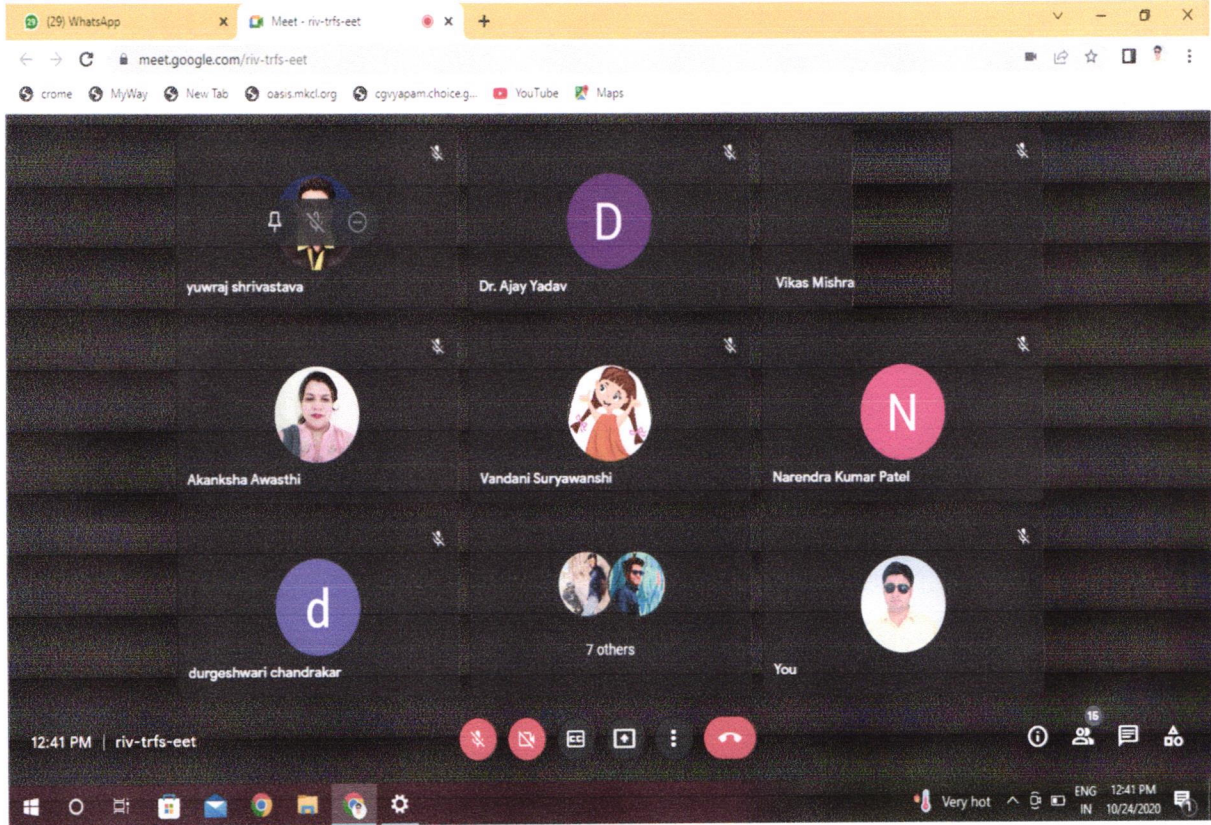 29 (29) WhatsApp Meet - riv-trfs-eet
meet.google.com/riv-trfs-eet
crome MyWay New Tab oasis.mkcl.org cgvyapam.choice.g... YouTube Maps
yuwraj shrivastava
D
Dr. Ajay Yadav
Vikas Mishra
Akanksha Awasthi
Vandani Suryawanshi
N
Narendra Kumar Patel
d
durgeshwari chandrakar
7 others
You
12:41 PM | riv-trfs-eet
CC
15
Very hot
ENG
IN
12:41 PM
10/24/2020
1